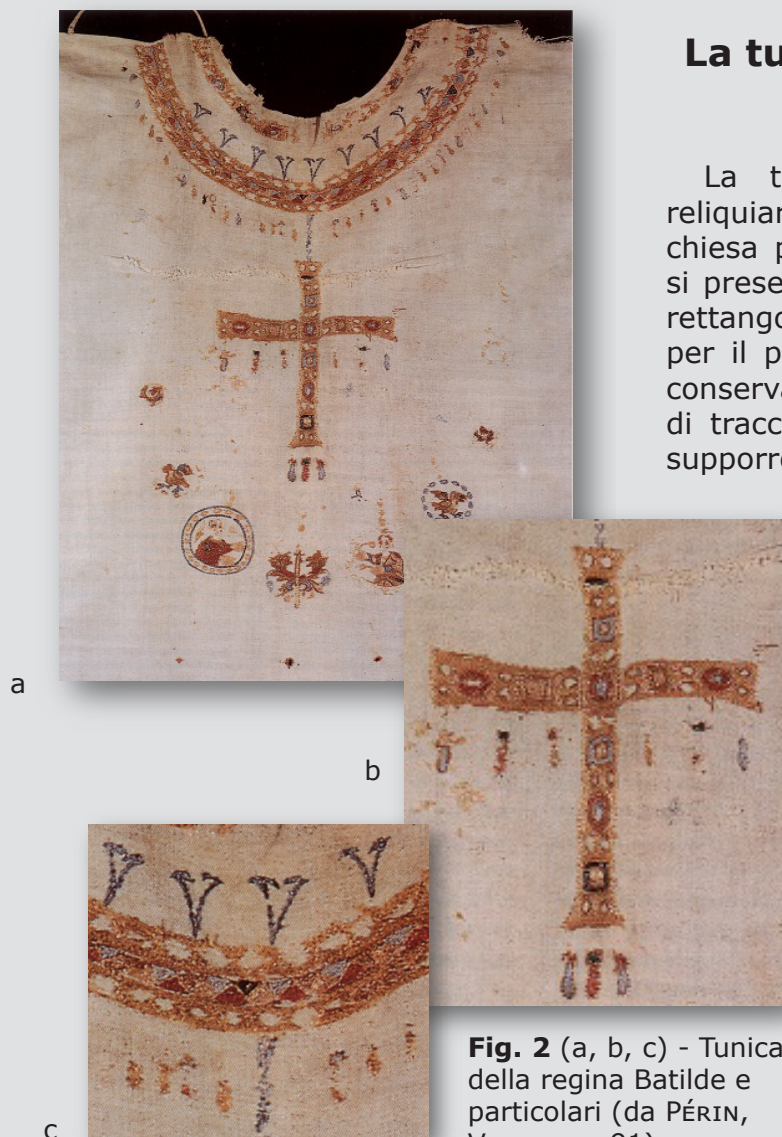 La tu
La t
reliquiar
chiesa p
si prese
rettango
per il p
conserva
di tracc
supporre
a
b
c
Fig. 2 (a, b, c) - Tunica
della regina Batilde e
particolari (da PÉRIN,